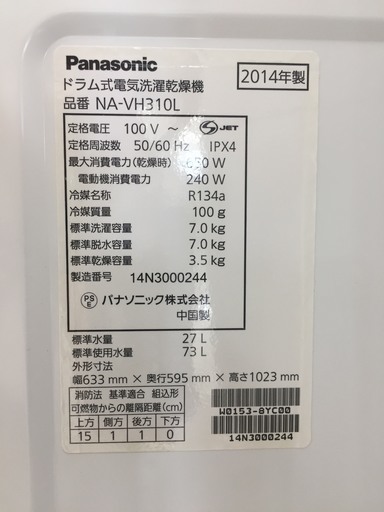 Panasonic
2014年製
ドラム式電気洗濯乾燥機
品番 NA-VH310L
定格電圧 100 V ~ S JET
定格周波数 50/60 Hz IPX4
最大消費電力(乾燥時) 630 W
電動機消費電力 240 W
冷媒名称 R134a
冷媒質量 100 g
標準洗濯容量 7.0 kg
標準脱水容量 7.0 kg
標準乾燥容量 3.5 kg
製造番号 14N3000244
PS E パナソニック株式会社
中国製
標準水量 27 L
標準使用水量 73 L
外形寸法
幅633 mm × 奥行595 mm × 高さ1023 mm
消防法 基準適合 組込形
可燃物からの離隔距離(cm)
上方 側方 後方 下方
15 1 1 0
W0153-8YC00
14N3000244